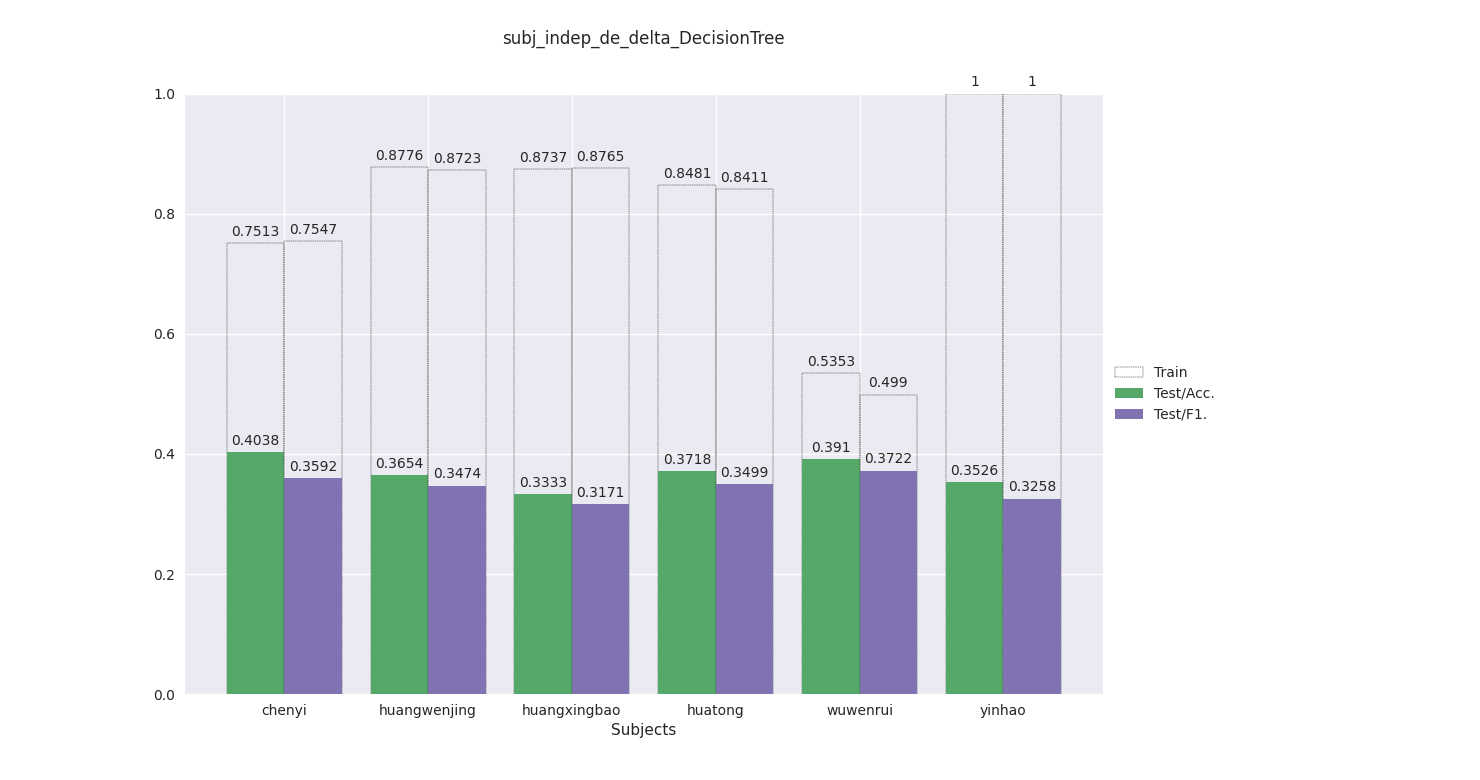 subj_indep_de_delta_DecisionTree
1 1
1.0
0.8776 0.8723 0.8737 0.8765
0.8481 0.8411
0.8
0.7513 0.7547
0.6
0.5353
0.499
Train
Test/Acc.
Test/F1.
0.4
0.4038 0.3592
0.3654 0.3474
0.3333 0.3171
0.3718 0.3499
0.391 0.3722
0.3526 0.3258
0.2
0.0
chenyi huangwenjing huangxingbao huatong wuwenrui yinhao
Subjects